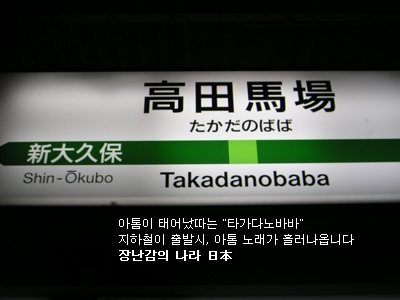 高田馬場
たかだのばば
新大久保
Shin-Ōkubo
Takadanobaba
아톰이 태어났따는 "타가다노바바"
지하철이 출발시, 아톰 노래가 흘러나옵니다
장난감의 나라 日本